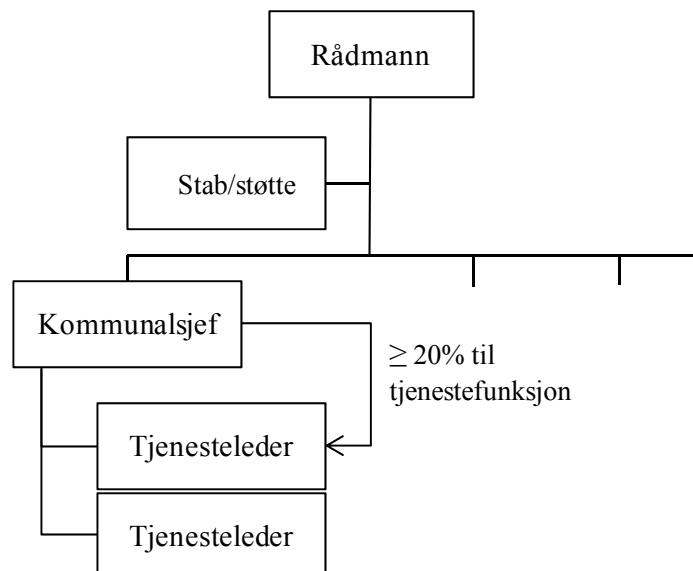 Rådmann
Stab/støtte
Kommunalsjef
≥ 20% til
tjenestefunksjon
Tjenesteleder
Tjenesteleder